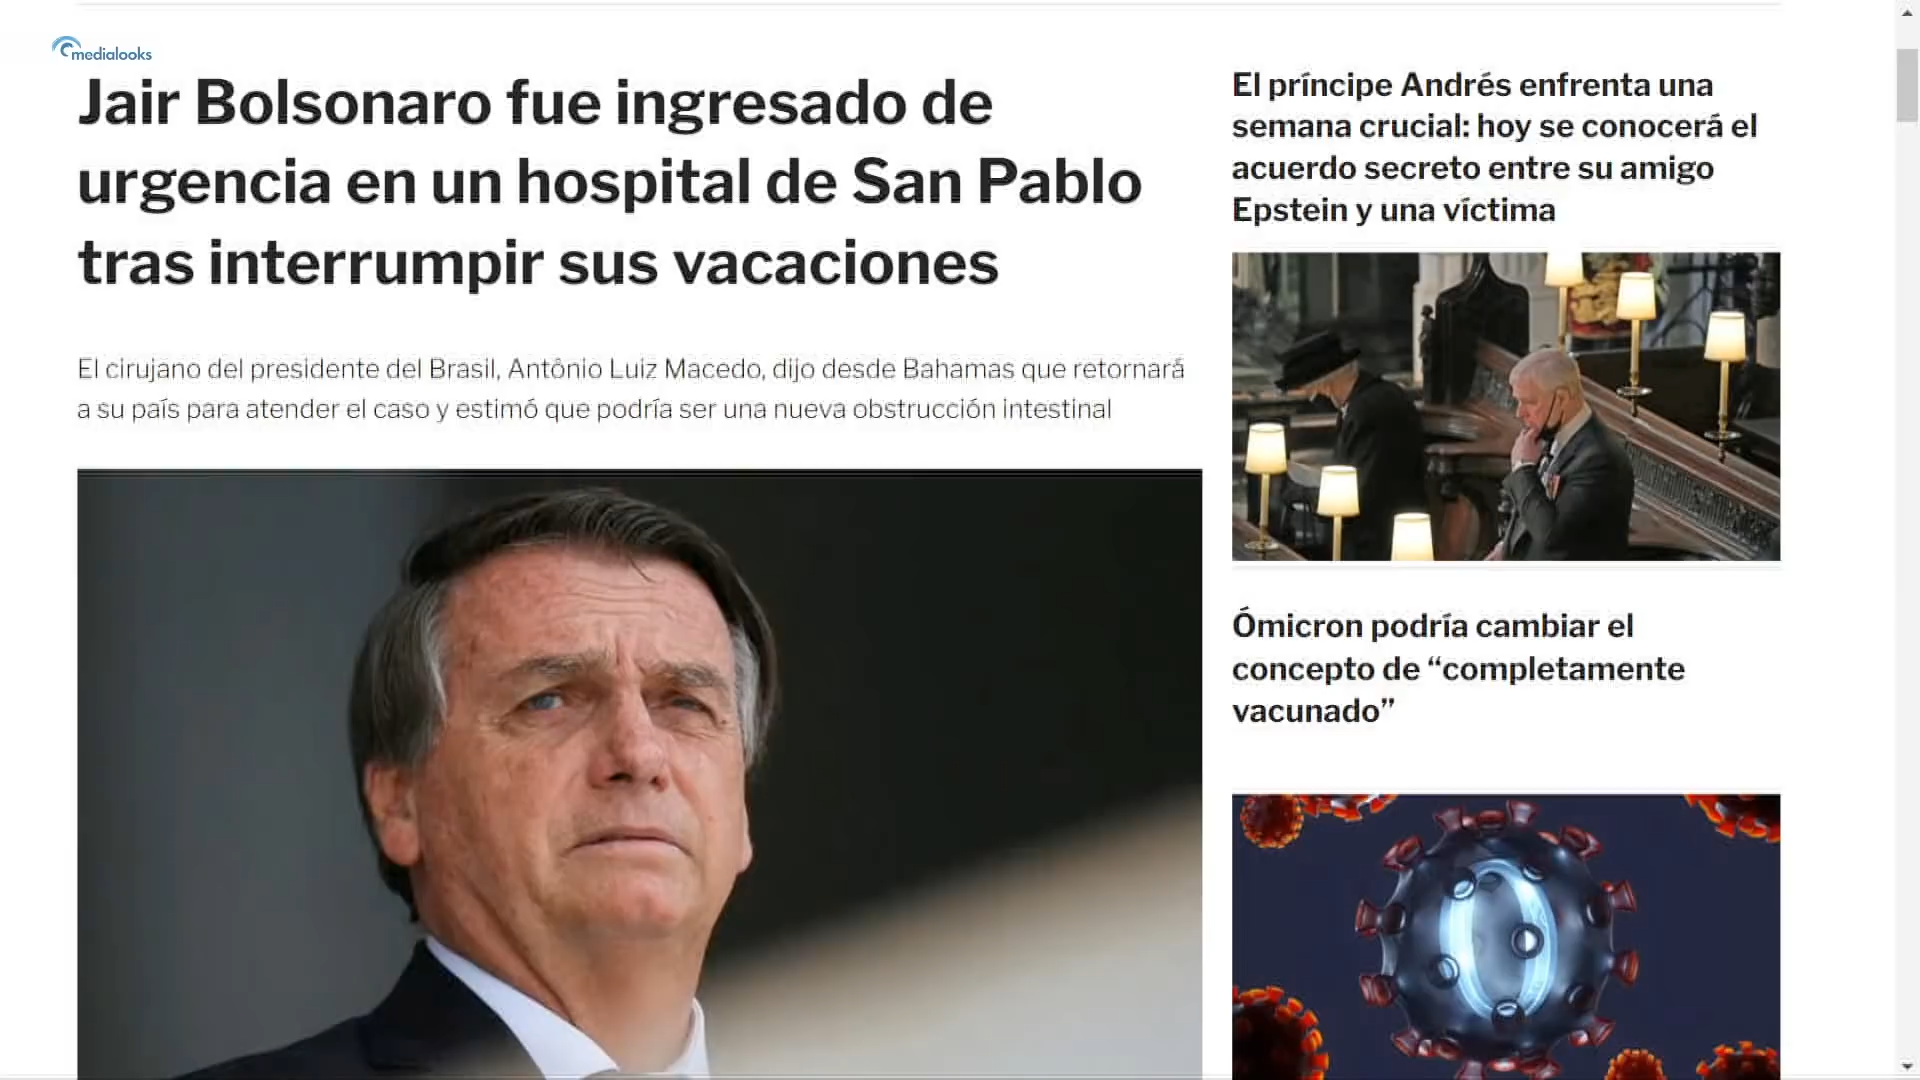 medialooks
Jair Bolsonaro fue ingresado de
urgencia en un hospital de San Pablo
tras interrumpir sus vacaciones
El cirujano del presidente del Brasil, Antônio Luiz Macedo, dijo desde Bahamas que retornará
a su país para atender el caso y estimó que podría ser una nueva obstrucción intestinal
El príncipe Andrés enfrenta una
semana crucial: hoy se conocerá el
acuerdo secreto entre su amigo
Epstein y una víctima
Ómicron podría cambiar el
concepto de “completamente
vacunado”